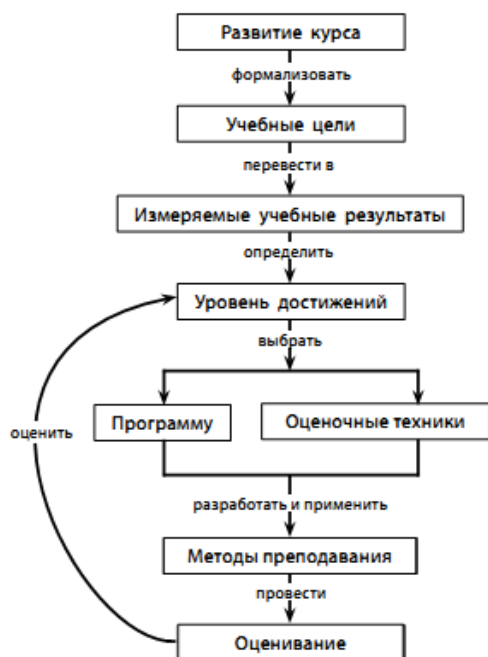 Развитие курса
формализовать
Учебные цели
перевести в
Измеряемые учебные результаты
определить
Уровень достижений
выбрать
Программу
Оценочные техники
оценить
разработать и применить
Методы преподавания
провести
Оценивание